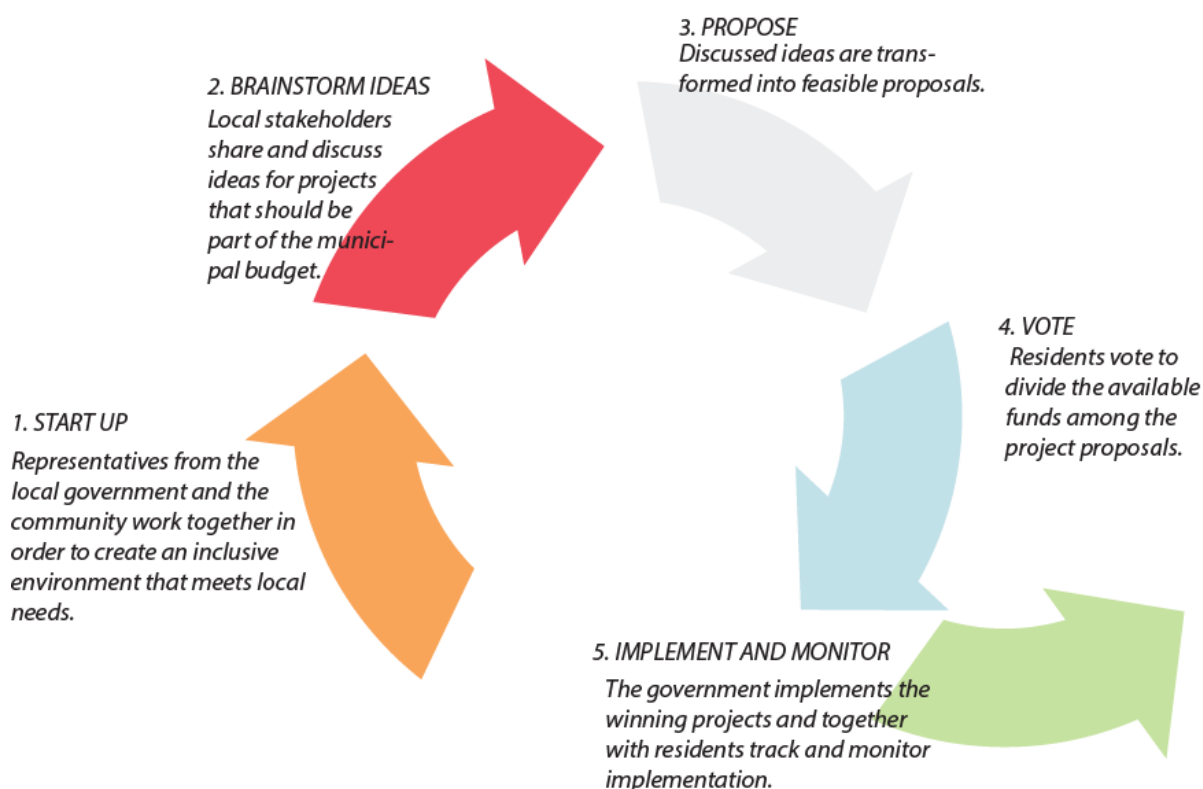 1. START UP
Representatives from the
local government and the
community work together in
order to create an inclusive
environment that meets local
needs.
2. BRAINSTORM IDEAS
Local stakeholders
share and discuss
ideas for projects
that should be
part of the munici-
pal budget.
3. PROPOSE
Discussed ideas are trans-
formed into feasible proposals.
4. VOTE
Residents vote to
divide the available
funds among the
project proposals.
5. IMPLEMENT AND MONITOR
The government implements the
winning projects and together
with residents track and monitor
implementation.